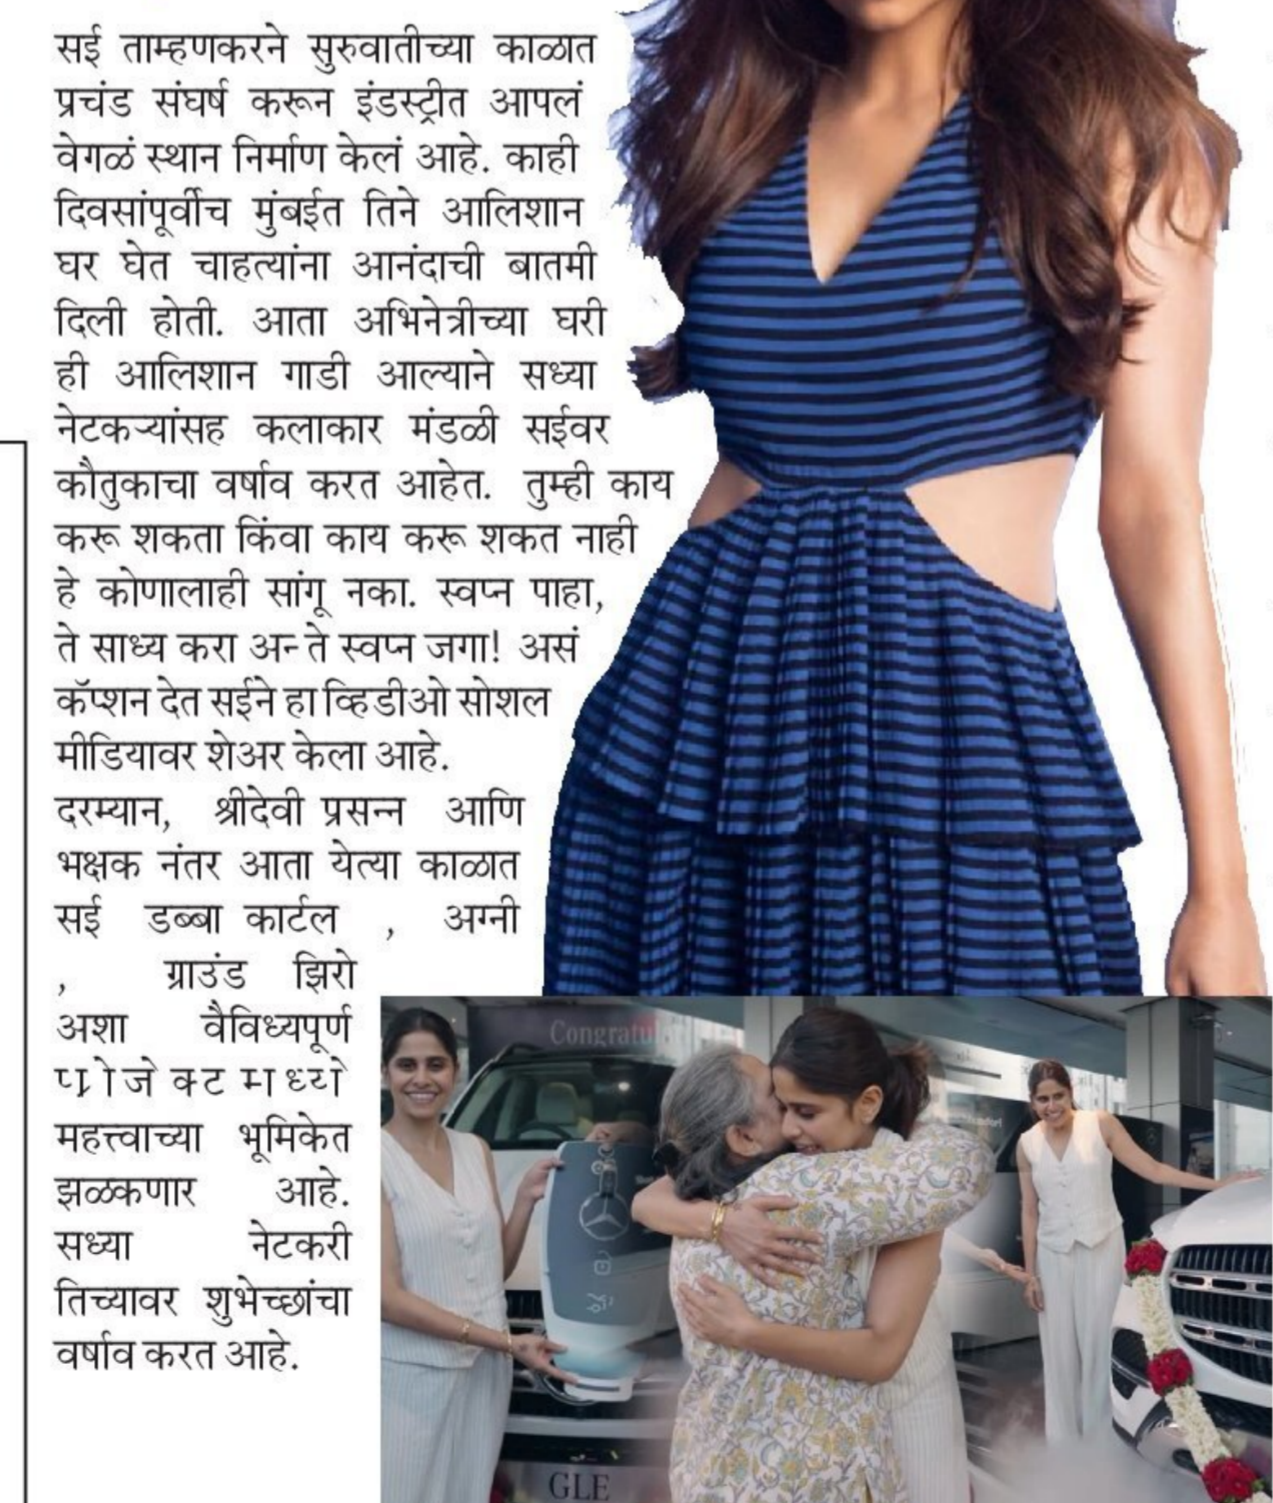 सई ताम्हणकरने सुरुवातीच्या काळात
प्रचंड संघर्ष करून इंडस्ट्रीत आपलं
वेगळं स्थान निर्माण केलं आहे. काही
दिवसांपूर्वीच मुंबईत तिने आलिशान
घर घेत चाहत्यांना आनंदाची बातमी
दिली होती. आता अभिनेत्रीच्या घरी
ही आलिशान गाडी आल्याने सध्या
नेटकऱ्यांसह कलाकार मंडळी सईवर
कौतुकाचा वर्षाव करत आहेत. तुम्ही काय
करू शकता किंवा काय करू शकत नाही
हे कोणालाही सांगू नका. स्वप्न पाहा,
ते साध्य करा अन् ते स्वप्न जगा! असं
कॅप्शन देत सईने हा व्हिडीओ सोशल
मीडियावर शेअर केला आहे.
दरम्यान, श्रीदेवी प्रसन्न आणि
भक्षक नंतर आता येत्या काळात
सई डब्बा कार्टल , अग्नी
, ग्राउंड झिरो
अशा वैविध्यपूर्ण
प्रोजेक्टमध्ये
महत्त्वाच्या भूमिकेत
झळकणार आहे.
सध्या नेटकरी
तिच्यावर शुभेच्छांचा
वर्षाव करत आहे.
Congratul
GLE